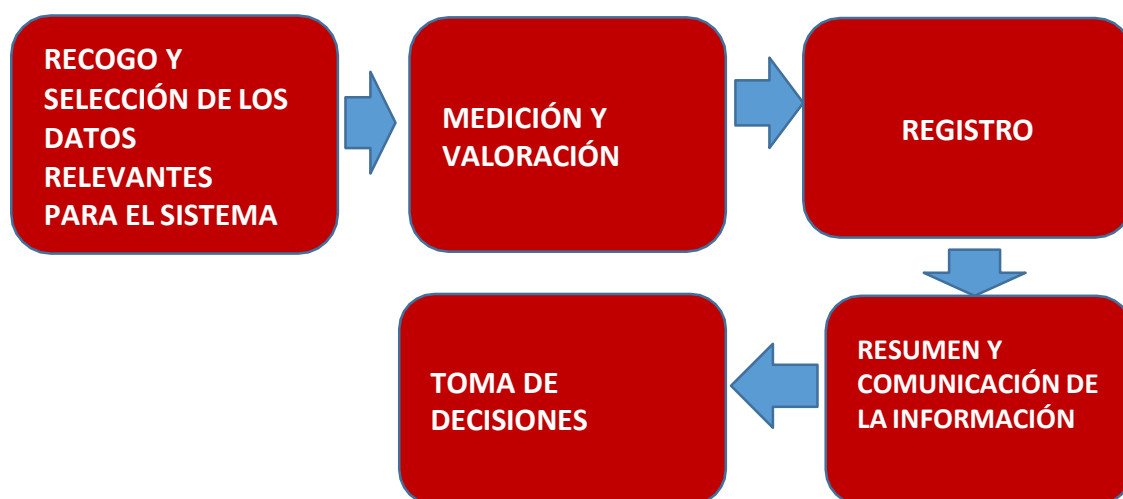 RECOGO Y
SELECCIÓN DE LOS
DATOS
RELEVANTES
PARA EL SISTEMA
MEDICIÓN Y
VALORACIÓN
REGISTRO
RESUMEN Y
COMUNICACIÓN DE
LA INFORMACIÓN
TOMA DE
DECISIONES